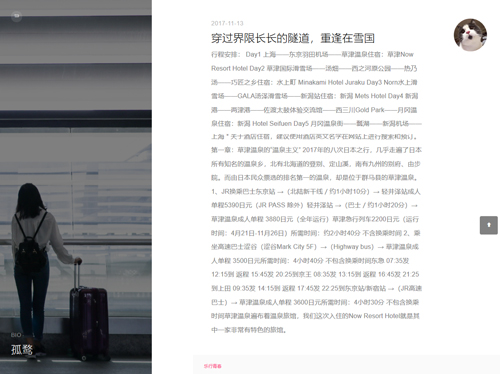 2017-11-13
穿过界限长长的隧道，重逢在雪国
行程安排： Day1 上海——东京羽田机场——草津温泉住宿：草津Now
Resort Hotel Day2 草津国际滑雪场——汤畑——西之河原公园——热乃
汤——巧匠之乡住宿：水上町 Minakami Hotel Juraku Day3 Norn水上滑
雪场——GALA汤泽滑雪场——新潟站住宿：新潟 Mets Hotel Day4 新潟
港——两津港——佐渡太鼓体验交流馆——西三川Gold Park——月冈温
泉住宿：新潟 Hotel Seifuen Day5 月冈温泉街——瓢湖——新潟机场——
上海 * 关于酒店住宿，建议使用酒店英文名字在网站上进行搜索和预订。
第一章：草津温泉的"温泉主义" 2017年的八次日本之行，几乎走遍了日本
所有知名的温泉乡，北有北海道的登别、定山溪，南有九州的别府、由步
院。而由日本民众票选的排名第一的温泉，却是位于群马县的草津温泉。
1、JR换乘巴士东京站 →（北陆新干线 / 约1小时10分）→ 轻井泽站成人
单程5390日元（JR PASS 除外）轻井泽站 →（巴士 / 约1小时20分）→
草津温泉成人单程 3880日元（全年运行）草津急行列车2200日元（运行
时间：4月21日-11月26日）所需时间：约2小时40分 不含换乘时间 2、乘
坐高速巴士涩谷（涩谷Mark City 5F）→（Highway bus）→ 草津温泉成
人单程 3500日元所需时间：4小时40分 不包含换乘时间东急 07:35发
12:15到 返程 15:45发 20:25到京王 08:35发 13:15到 返程 16:45发 21:25
到上田 09:35发 14:15到 返程 17:45发 22:25到东京站/新宿站 →（JR高速
巴士）→ 草津温泉成人单程 3600日元所需时间：4小时30分 不包含换乘
时间草津温泉遍布着温泉旅馆，我们这次入住的Now Resort Hotel就是其
中一家非常有特色的旅馆。
BIO
孤鹜